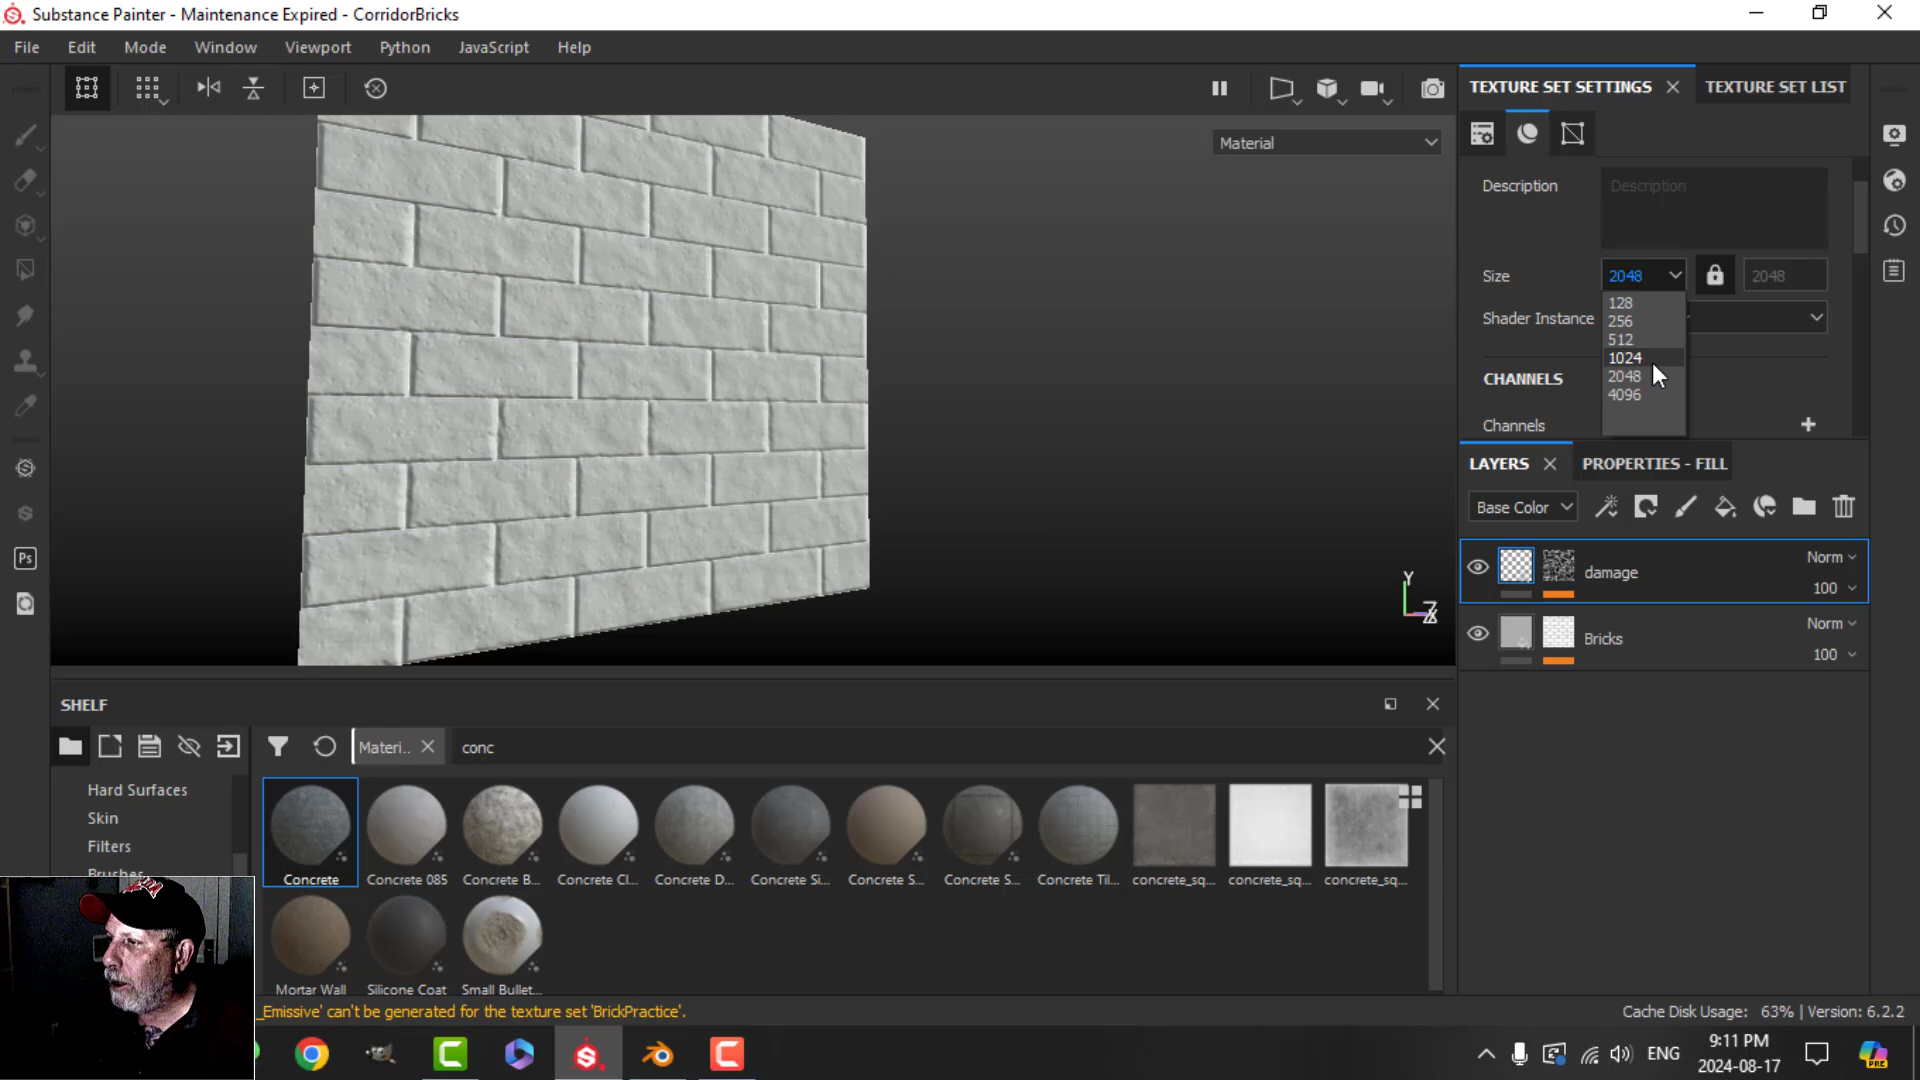 Substance Painter - Maintenance Expired - CorridorBricks
File Edit Mode Window Viewport Python JavaScript Help
TEXTURE SET SETTINGS TEXTURE SET LIST
Material
Description Description
Size 2048 2048
128
256
Shader Instance
512
1024
CHANNELS
2048
4096
Channels
LAYERS PROPERTIES - FILL
Base Color
Norm
damage
100
Norm
Bricks
100
Y
SHELF
Materi.. conc
Hard Surfaces
Skin
Filters
Brushes
Concrete Concrete 085 Concrete B... Concrete Cl... Concrete D... Concrete Si... Concrete S... Concrete S... Concrete Til... concrete_sq... concrete_sq... concrete_sq...
Mortar Wall Silicone Coat Small Bullet...
_Emissive' can't be generated for the texture set 'BrickPractice'.
Cache Disk Usage: 63% | Version: 6.2.2
Ps
ENG
9:11 PM
2024-08-17
PRE